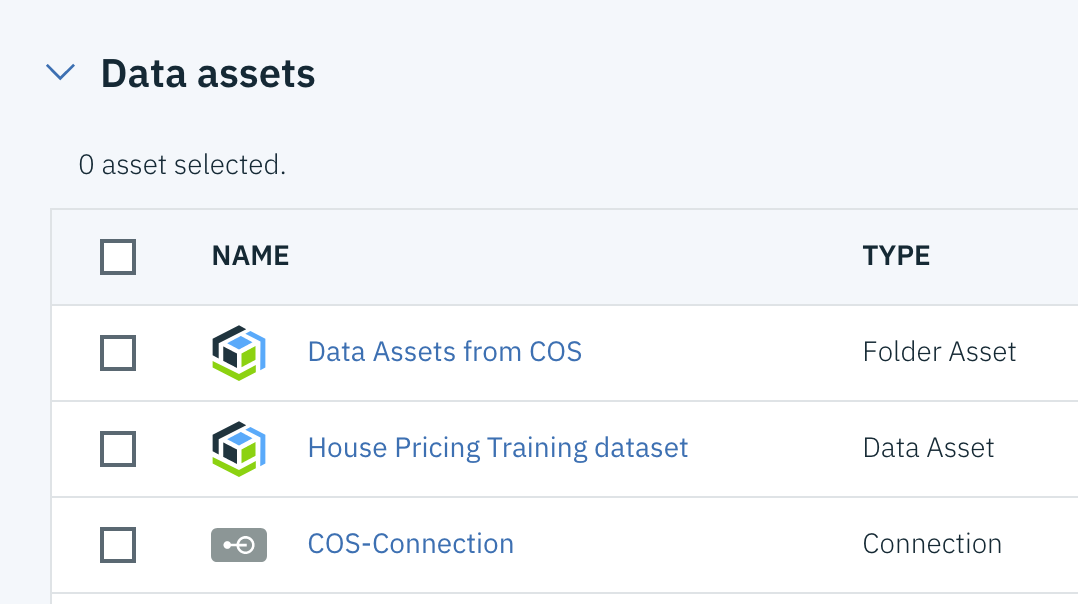 Data assets
0 asset selected.
NAME TYPE
Data Assets from COS Folder Asset
House Pricing Training dataset Data Asset
COS-Connection Connection